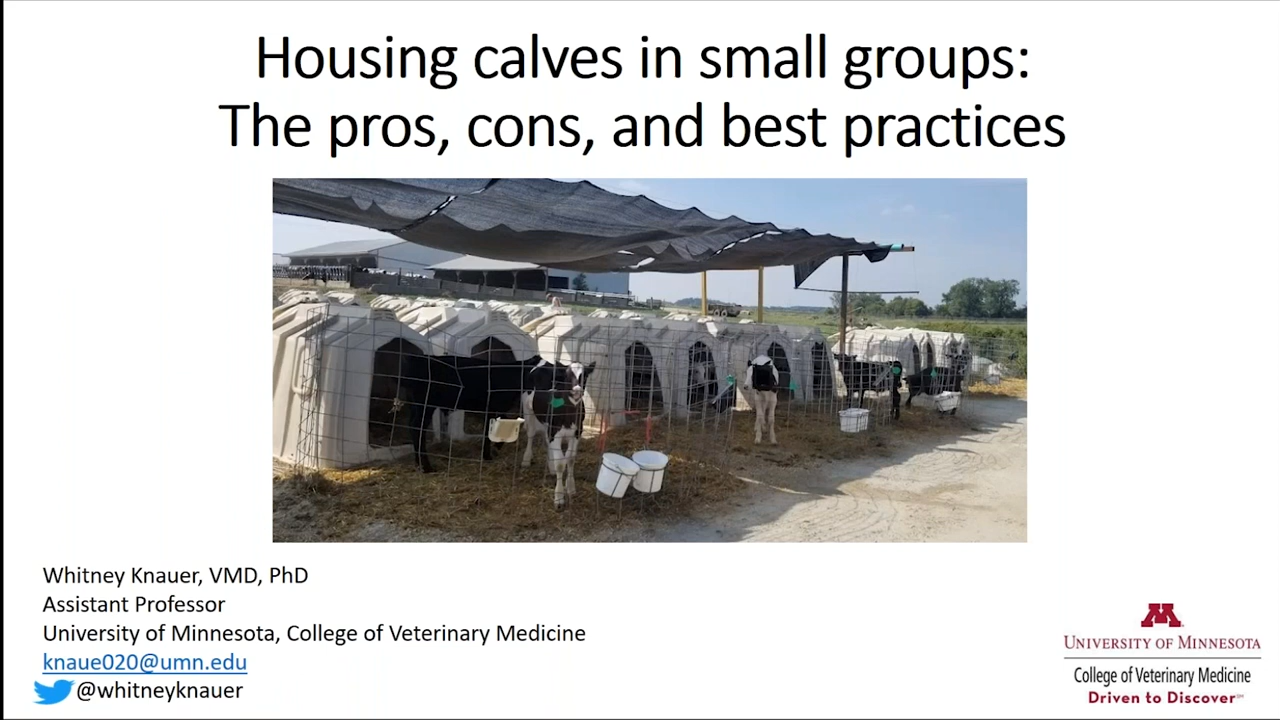 Housing calves in small groups:
The pros, cons, and best practices
Whitney Knauer, VMD, PhD
Assistant Professor
University of Minnesota, College of Veterinary Medicine
knaue020@umn.edu
@whitneyknauer
M
UNIVERSITY OF MINNESOTA
College of Veterinary Medicine
Driven to Discover℠